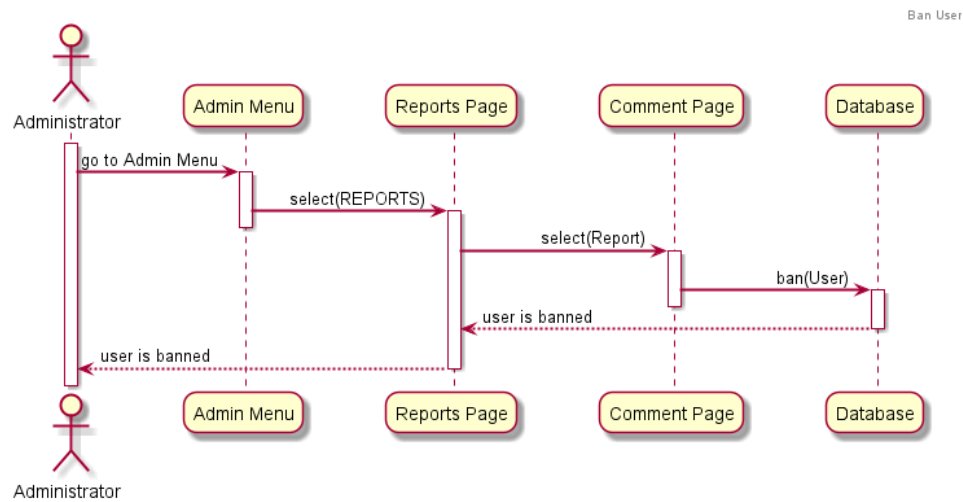 Ban User
Administrator
Admin Menu
Reports Page
Comment Page
Database
go to Admin Menu
select(REPORTS)
select(Report)
ban(User)
user is banned
user is banned
Admin Menu
Reports Page
Comment Page
Database
Administrator